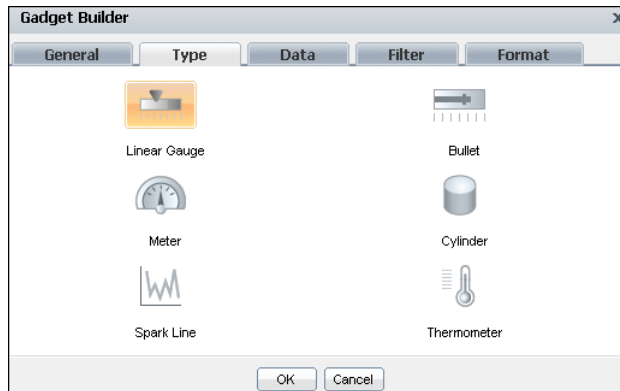 Gadget Builder
General Type Data Filter Format
Linear Gauge Bullet
Meter Cylinder
Spark Line Thermometer
OK Cancel